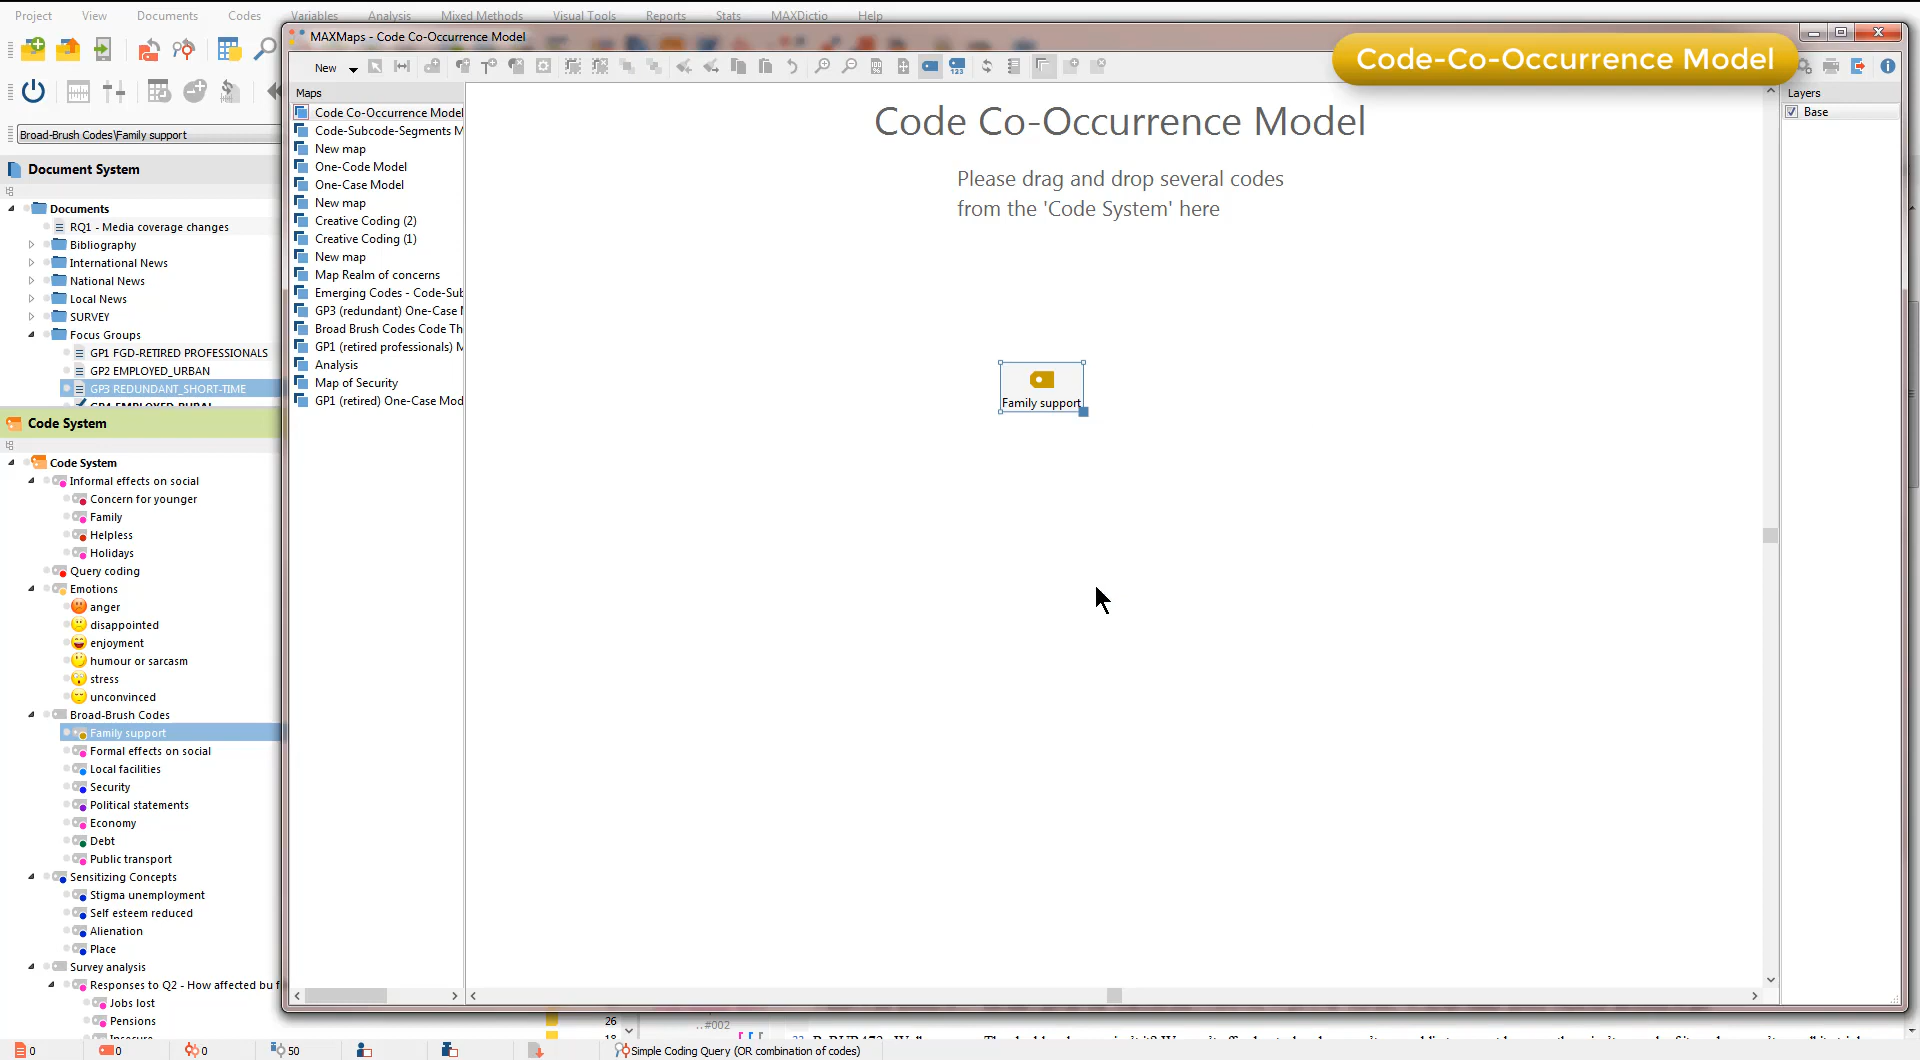 Project View Documents Codes Variables Analysis Mixed Methods Visual Tools Reports Stats MAXDictio Help
MAXMaps - Code Co-Occurrence Model
Code-Co-Occurrence Model
New
Broad-Brush Codes\Family support
Document System
Documents
RQ1 - Media coverage changes
Bibliography
International News
National News
Local News
SURVEY
Focus Groups
GP1 FGD-RETIRED PROFESSIONALS
GP2 EMPLOYED_URBAN
GP3 REDUNDANT_SHORT-TIME
GP4 EMPLOYED_RURAL
Code System
Code System
Informal effects on social
Concern for younger
Family
Helpless
Holidays
Query coding
Emotions
anger
disappointed
enjoyment
humour or sarcasm
stress
unconvinced
Broad-Brush Codes
Family support
Formal effects on social
Local facilities
Security
Political statements
Economy
Debt
Public transport
Sensitizing Concepts
Stigma unemployment
Self esteem reduced
Alienation
Place
Survey analysis
Responses to Q2 - How affected bu f
Jobs lost
Pensions
Insecure
Maps
Code Co-Occurrence Model
Code-Subcode-Segments M
New map
One-Code Model
One-Case Model
New map
Creative Coding (2)
Creative Coding (1)
New map
Map Realm of concerns
Emerging Codes - Code-Sub
GP3 (redundant) One-Case
Broad Brush Codes Code Th
GP1 (retired professionals) M
Analysis
Map of Security
GP1 (retired) One-Case Mod
Code Co-Occurrence Model
Please drag and drop several codes
from the 'Code System' here
Family support
Layers
Base
26
..#002
0 0 0 50 Simple Coding Query (OR combination of codes)